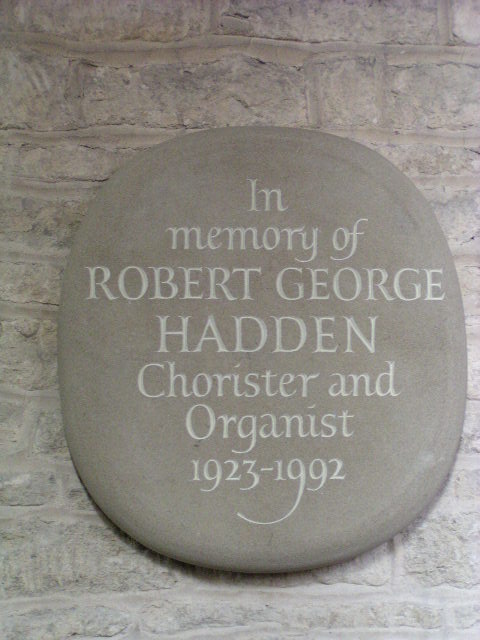 In
memory of
ROBERT GEORGE
HADDEN
Chorister and
Organist
1923-1992